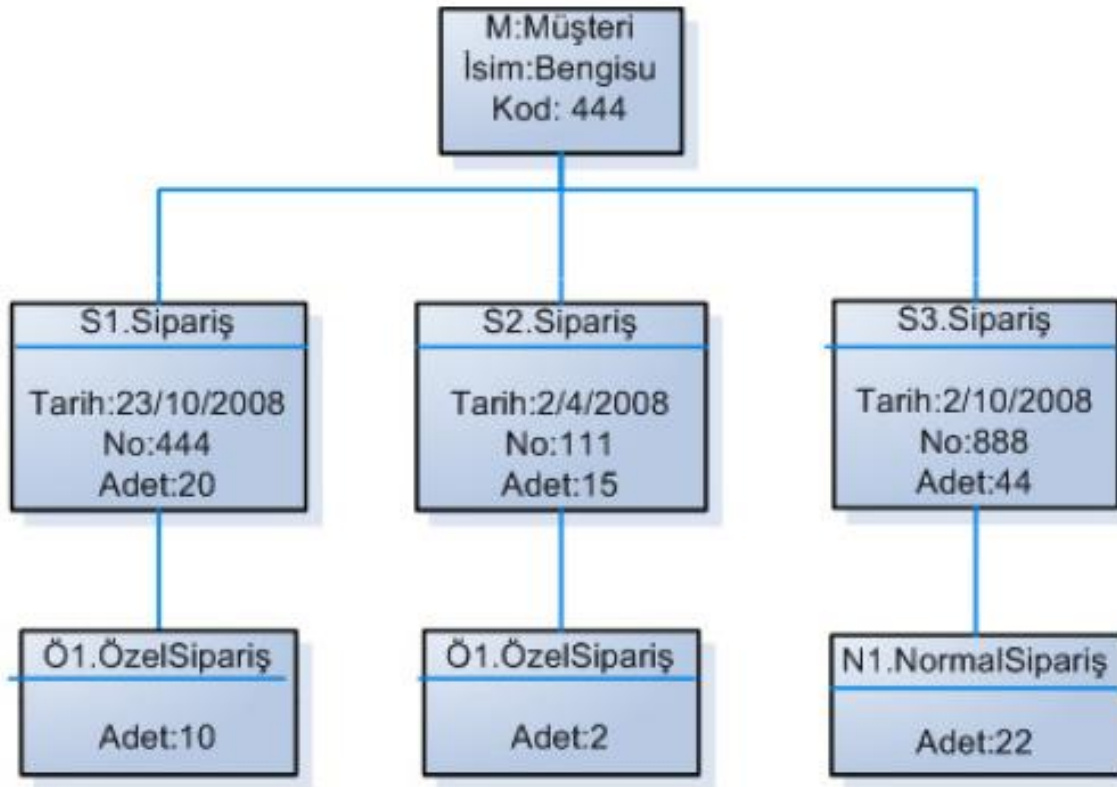 M:Müşteri
İsim:Bengisu
Kod: 444
S1.Sipariş
Tarih:23/10/2008
No:444
Adet:20
S2.Sipariş
Tarih:2/4/2008
No:111
Adet:15
S3.Sipariş
Tarih:2/10/2008
No:888
Adet:44
Ö1.ÖzelSipariş
Adet:10
Ö1.ÖzelSipariş
Adet:2
N1.NormalSipariş
Adet:22